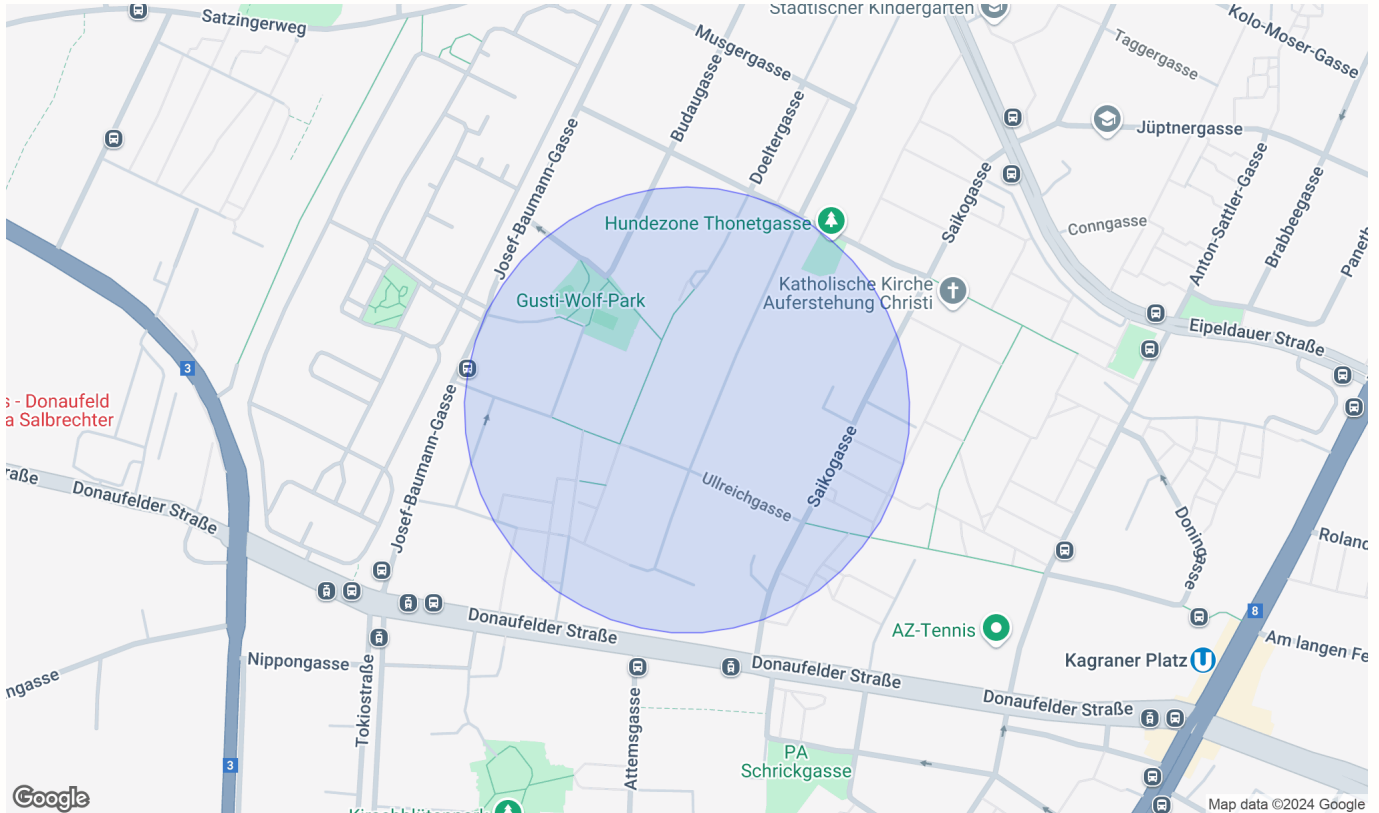 Satzingerweg
Städtischer Kindergarten
Kolo-Moser-Gasse
Taggergasse
Musgergasse
Budaugasse
Doeltergasse
Jüptnergasse
Josef-Baumann-Gasse
Saikogasse
Anton-Sattler-Gasse
Brabbeegasse
Paneth
Conngasse
Hundezone Thonetgasse
Katholische Kirche
Auferstehung Christi
Gusti-Wolf-Park
Eipeldauer Straße
3
s - Donaufeld
a Salbrechter
Josef-Baumann-Gasse
Saikogasse
Ullreichgasse
raße
Donaufelder Straße
Doningasse
Roland
8
Donaufelder Straße
AZ-Tennis
Am langen Fe
Kagraner Platz
Nippongasse
Donaufelder Straße
ngasse
Tokiostraße
Attemsgasse
Donaufelder Straße
PA
Schrickgasse
3
Google
Map data ©2024 Google